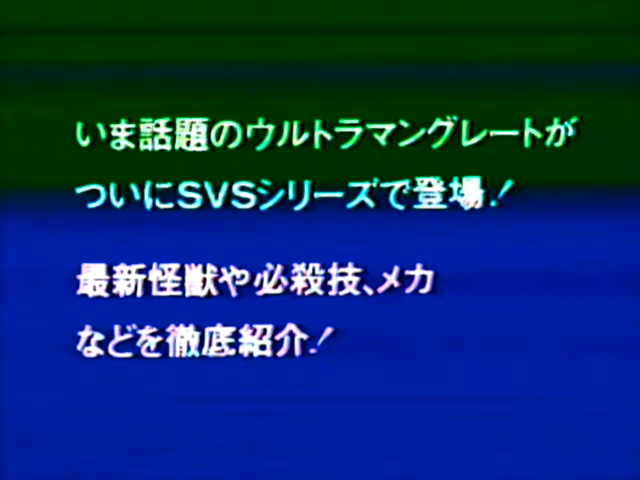 いま話題のウルトラマングレートが
ついにSVSシリーズで登場!
最新怪獣や必殺技、メカ
などを徹底紹介!